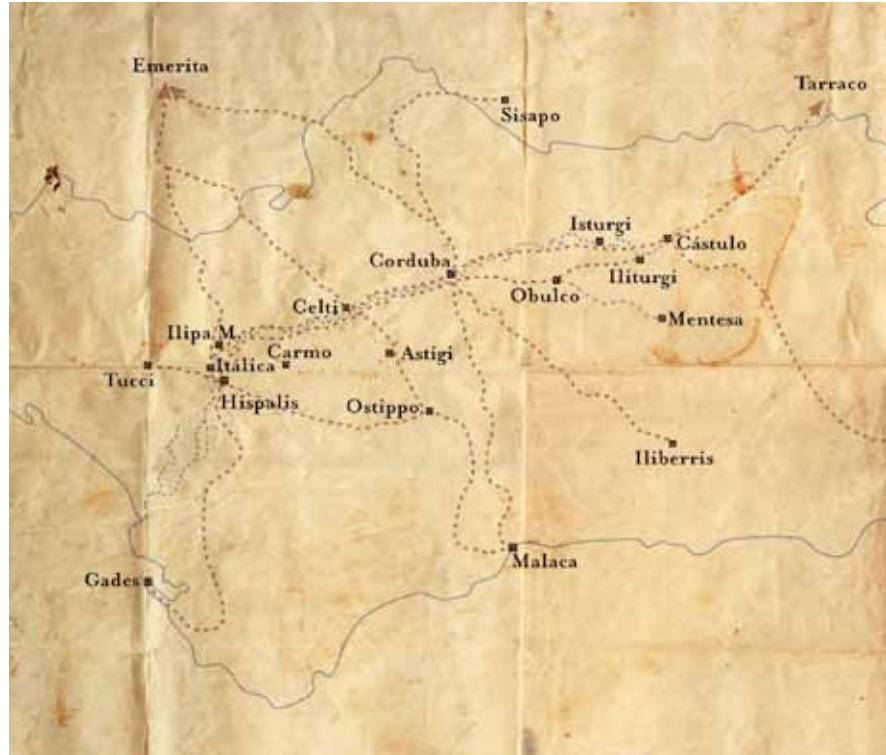 Emerita
Tarraco
Sisapo
Isturgi
Cástulo
Corduba
Iliturgi
Obulco
Celti
Mentesa
Ilipa M.
Carmo
Astigi
Itálica
Tucci
Hispalis
Ostippo
Iliberris
Malaca
Gades